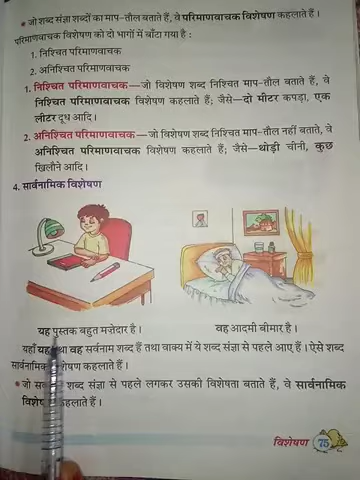 * जो शब्द संज्ञा शब्दों का माप-तौल बताते हैं, वे परिमाणवाचक विशेषण कहलाते हैं।
परिमाणवाचक विशेषण को दो भागों में बाँटा गया है :
1. निश्चित परिमाणवाचक
2. अनिश्चित परिमाणवाचक
1. निश्चित परिमाणवाचक—जो विशेषण शब्द निश्चित माप-तौल बताते हैं, वे
निश्चित परिमाणवाचक विशेषण कहलाते हैं; जैसे—दो मीटर कपड़ा, एक
लीटर दूध आदि।
2. अनिश्चित परिमाणवाचक—जो विशेषण शब्द निश्चित माप-तौल नहीं बताते, वे
अनिश्चित परिमाणवाचक विशेषण कहलाते हैं; जैसे—थोड़ी चीनी, कुछ
खिलौने आदि।
4. सार्वनामिक विशेषण
यह पुस्तक बहुत मज़ेदार है।
वह आदमी बीमार है।
यहाँ यह तथा वह सर्वनाम शब्द हैं तथा वाक्य में ये शब्द संज्ञा से पहले आए हैं। ऐसे शब्द
सार्वनामिक कहलाते हैं।
* जो शब्द संज्ञा से पहले लगकर उसकी विशेषता बताते हैं, वे सार्वनामिक
कहलाते हैं।
विशेषण 75